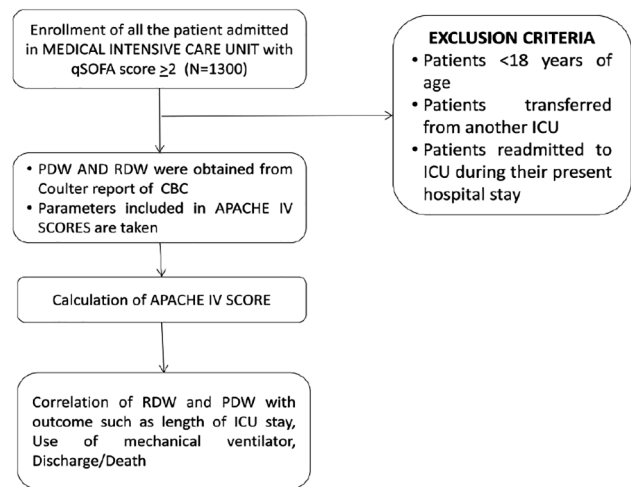 Enrollment of all the patient admitted
in MEDICAL INTENSIVE CARE UNIT with
qSOFA score ≥2 (N=1300)
EXCLUSION CRITERIA
• Patients <18 years of
age
• Patients transferred
from another ICU
• Patients readmitted to
ICU during their present
hospital stay
• PDW AND RDW were obtained from
Coulter report of CBC
• Parameters included in APACHE IV
SCORES are taken
Calculation of APACHE IV SCORE
Correlation of RDW and PDW with
outcome such as length of ICU stay,
Use of mechanical ventilator,
Discharge/Death